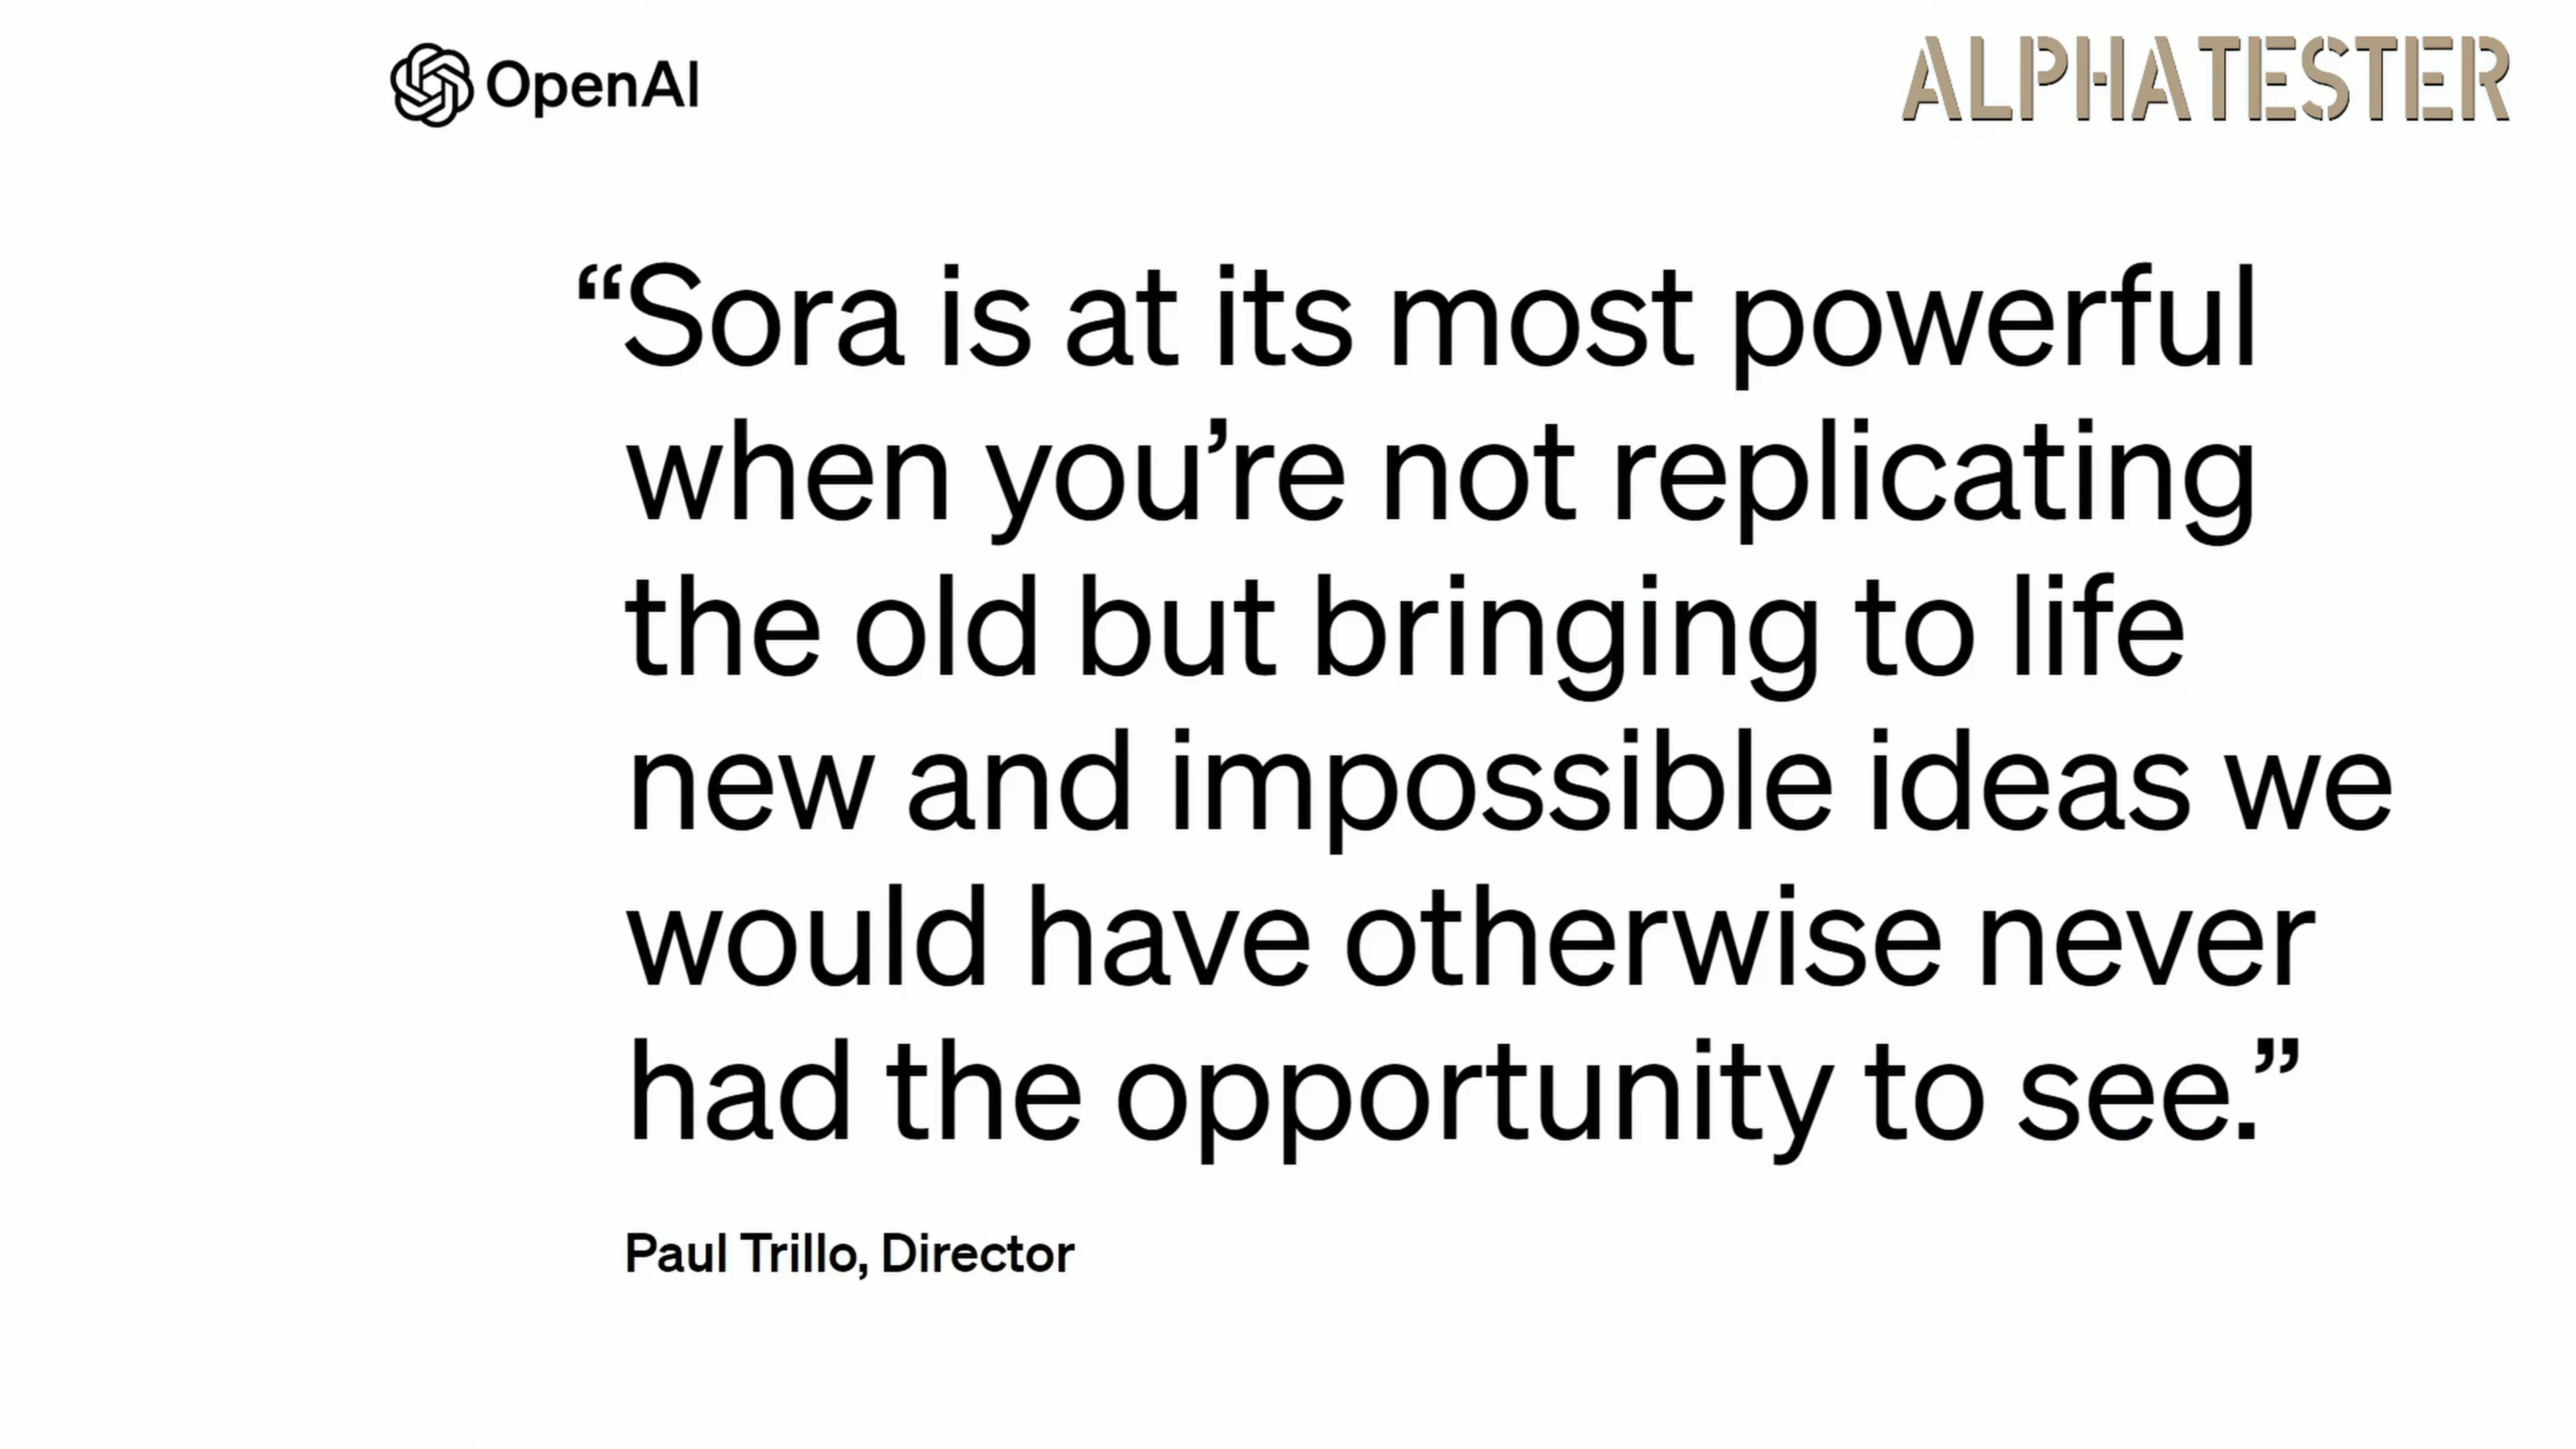 OpenAI
ALPHATESTER
“Sora is at its most powerful
when you’re not replicating
the old but bringing to life
new and impossible ideas we
would have otherwise never
had the opportunity to see.”
Paul Trillo, Director